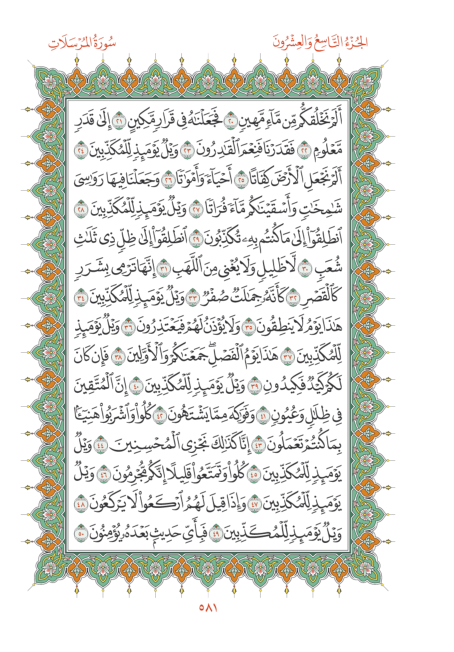 الجُزْءُ التَّاسِعُ وَالعِشْرُونَ
سُورَةُ المُرْسَلَات
أَلَمْ نَخْلُقكُّم مِّن مَّآءٖ مَّهِينٖ ٢٠ فَجَعَلْنَٰهُ فِي قَرَارٖ مَّكِينٍ ٢١ إِلَىٰ قَدَرٖ
مَّعْلُومٖ ٢٢ فَقَدَرْنَا فَنِعْمَ ٱلْقَٰدِرُونَ ٢٣ وَيْلٞ يَوْمَئِذٖ لِّلْمُكَذِّبِينَ ٢٤
أَلَمْ نَجْعَلِ ٱلْأَرْضَ كِفَاتًا ٢٥ أَحْيَآءٗ وَأَمْوَٰتٗا ٢٦ وَجَعَلْنَا فِيهَا رَوَٰسِيَ
شَٰمِخَٰتٖ وَأَسْقَيْنَٰكُم مَّآءٗ فُرَاتٗا ٢٧ وَيْلٞ يَوْمَئِذٖ لِّلْمُكَذِّبِينَ ٢٨
ٱنطَلِقُوٓاْ إِلَىٰ مَا كُنتُم بِهِۦ تُكَذِّبُونَ ٢٩ ٱنطَلِقُوٓاْ إِلَىٰ ظِلّٖ ذِي ثَلَٰثِ
شُعَبٖ ٣٠ لَّا ظَلِيلٖ وَلَا يُغْنِي مِنَ ٱللَّهَبِ ٣١ إِنَّهَا تَرْمِي بِشَرَرٖ
كَٱلْقَصْرِ ٣٢ كَأَنَّهُۥ جِمَٰلَتٞ صُفْرٞ ٣٣ وَيْلٞ يَوْمَئِذٖ لِّلْمُكَذِّبِينَ ٣٤
هَٰذَا يَوْمُ لَا يَنطِقُونَ ٣٥ وَلَا يُؤْذَنُ لَهُمْ فَيَعْتَذِرُونَ ٣٦ وَيْلٞ يَوْمَئِذٖ
لِّلْمُكَذِّبِينَ ٣٧ هَٰذَا يَوْمُ ٱلْفَصْلِۖ جَمَعْنَٰكُمْ وَٱلْأَوَّلِينَ ٣٨ فَإِن كَانَ
لَكُمْ كَيْدٞ فَكِيدُونِ ٣٩ وَيْلٞ يَوْمَئِذٖ لِّلْمُكَذِّبِينَ ٤٠ إِنَّ ٱلْمُتَّقِينَ
فِي ظِلَٰلٖ وَعُيُونٖ ٤١ وَفَوَٰكِهَ مِمَّا يَشْتَهُونَ ٤٢ كُلُواْ وَٱشْرَبُواْ هَنِيٓـَٔۢا
بِمَا كُنتُمْ تَعْمَلُونَ ٤٣ إِنَّا كَذَٰلِكَ نَجْزِي ٱلْمُحْسِنِينَ ٤٤ وَيْلٞ
يَوْمَئِذٖ لِّلْمُكَذِّبِينَ ٤٥ كُلُواْ وَتَمَتَّعُواْ قَلِيلًا إِنَّكُم مُّجْرِمُونَ ٤٦ وَيْلٞ
يَوْمَئِذٖ لِّلْمُكَذِّبِينَ ٤٧ وَإِذَا قِيلَ لَهُمُ ٱرْكَعُواْ لَا يَرْكَعُونَ ٤٨
وَيْلٞ يَوْمَئِذٖ لِّلْمُكَذِّبِينَ ٤٩ فَبِأَيِّ حَدِيثِۭ بَعْدَهُۥ يُؤْمِنُونَ ٥٠
٥٨١